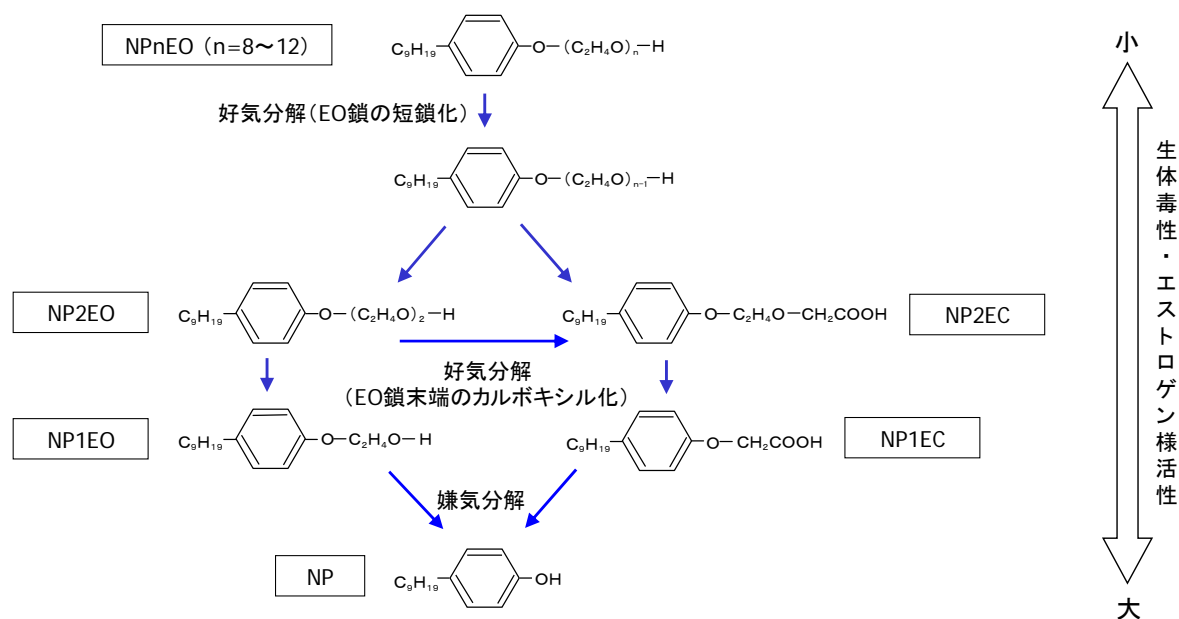 NPnEO (n=8~12)
C₉H₁₉ O—(C₂H₄O)ₙ—H
小
好気分解(EO鎖の短鎖化)
C₉H₁₉ O—(C₂H₄O)ₙ₋₁—H
NP2EO
C₉H₁₉ O—(C₂H₄O)₂—H
C₉H₁₉ O—C₂H₄O—CH₂COOH
NP2EC
好気分解
(EO鎖末端のカルボキシル化)
NP1EO
C₉H₁₉ O—C₂H₄O—H
C₉H₁₉ O—CH₂COOH
NP1EC
嫌気分解
NP
C₉H₁₉ OH
生体毒性・エストロゲン様活性
大